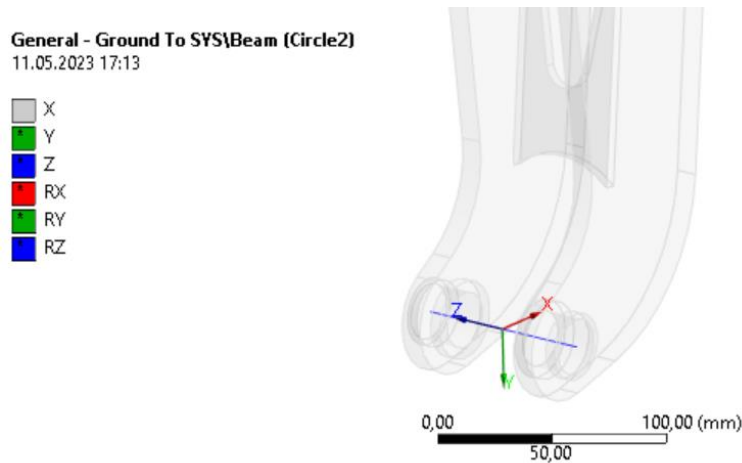 General - Ground To SYS\Beam (Circle2)
11.05.2023 17:13
X
* Y
* Z
* RX
* RY
* RZ
Z X
Y
0,00 100,00 (mm)
50,00